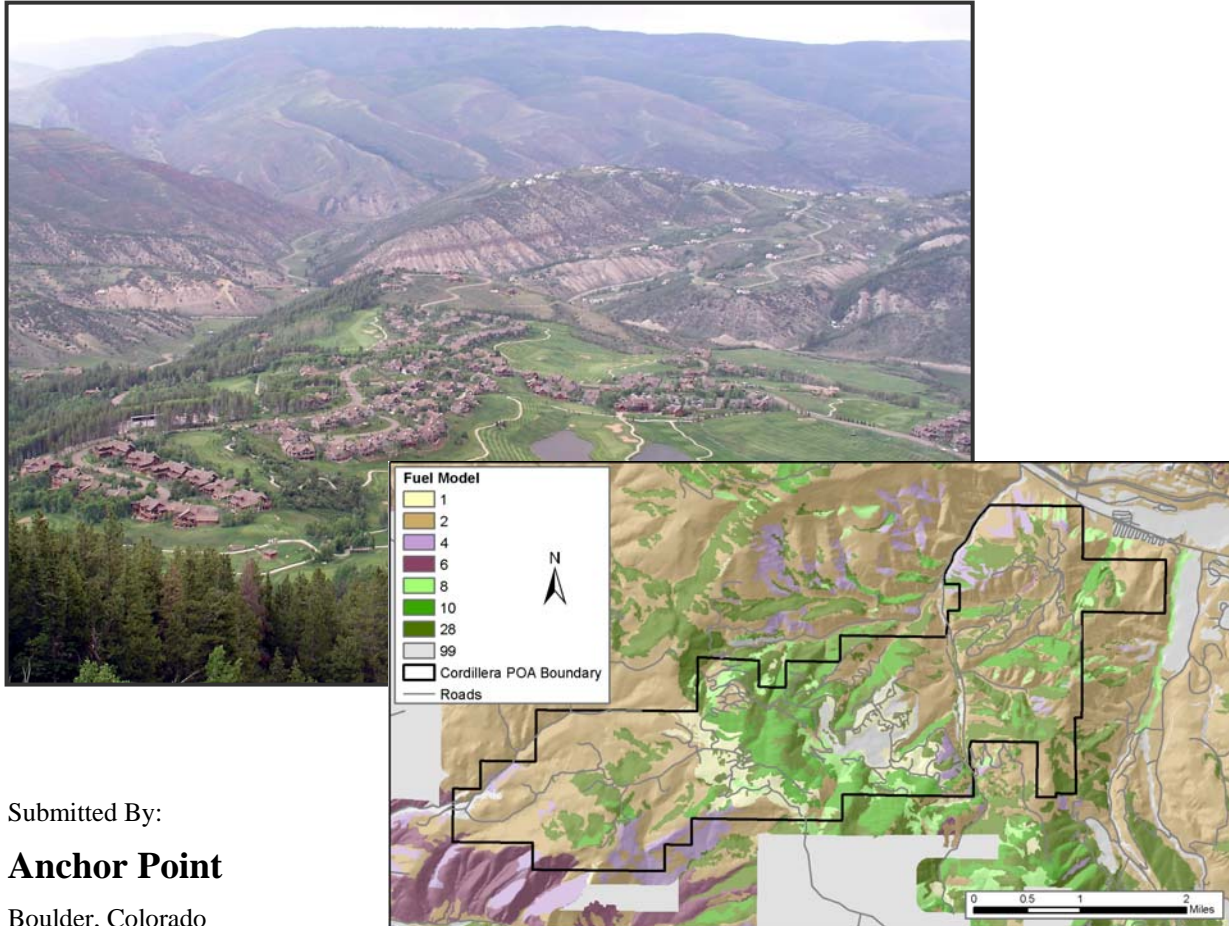 Fuel Model
1
2
4
6
8
10
28
99
Cordillera POA Boundary
Roads
N
0 0.5 1 2
Miles
Submitted By:
Anchor Point
Boulder, Colorado